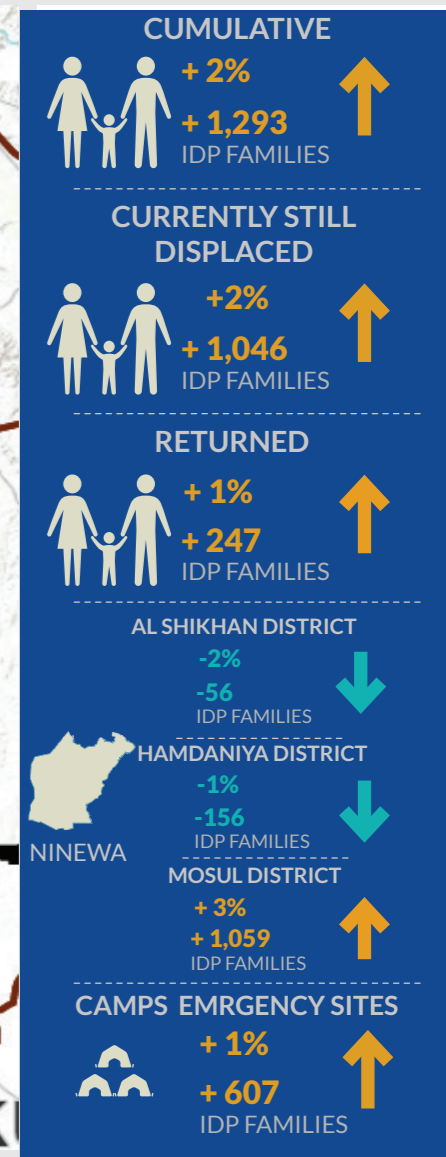 CUMULATIVE
+ 2%
+ 1,293
IDP FAMILIES
CURRENTLY STILL
DISPLACED
+2%
+ 1,046
IDP FAMILIES
RETURNED
+ 1%
+ 247
IDP FAMILIES
AL SHIKHAN DISTRICT
-2%
-56
IDP FAMILIES
HAMDANIYA DISTRICT
-1%
-156
IDP FAMILIES
NINEWA
MOSUL DISTRICT
+ 3%
+ 1,059
IDP FAMILIES
CAMPS EMRGENCY SITES
+ 1%
+ 607
IDP FAMILIES